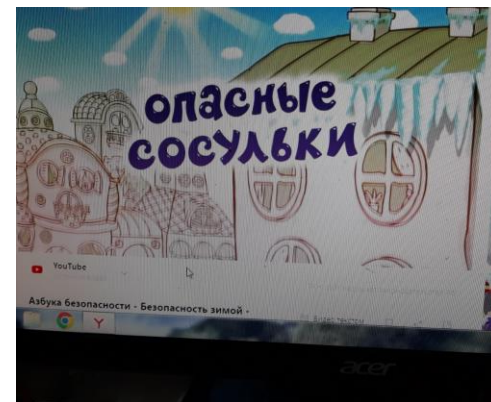 опасные
сосульки
YouTube
Азбука безопасности - Безопасность зимой -
Y
acer